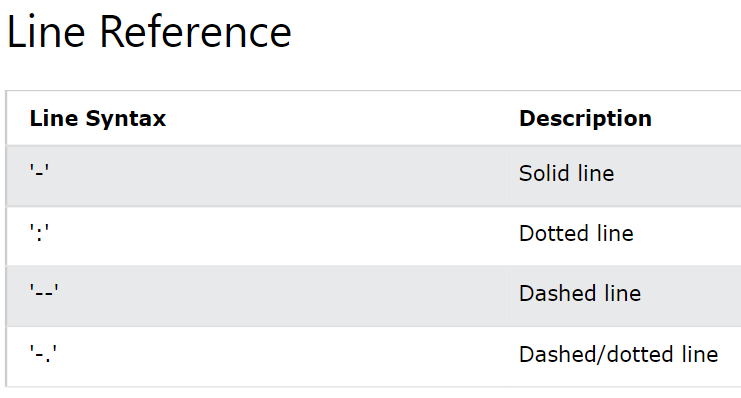 Line Reference
Line Syntax Description
'-' Solid line
':' Dotted line
'--' Dashed line
'-.' Dashed/dotted line